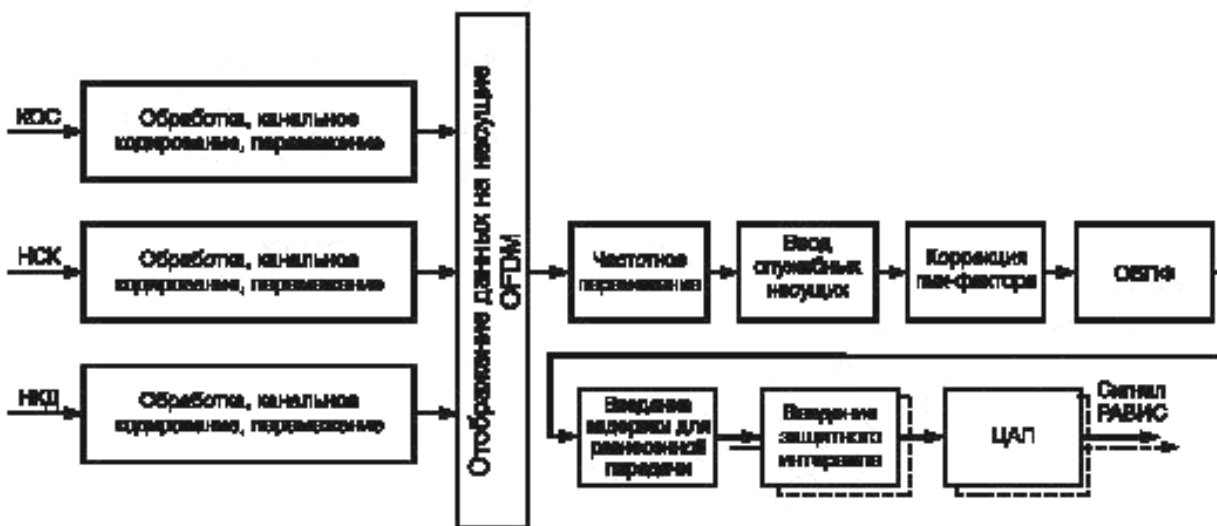 КОС
Обработка, канальное
кодирование, перемежение
НСК
Обработка, канальное
кодирование, перемежение
НКД
Обработка, канальное
кодирование, перемежение
Отображение данных на несущие
OFDM
Частотное
перемежение
Ввод
служебных
несущих
Коррекция
пик-фактора
ОБПФ
Введение
задержки для
разнесенной
передачи
Введение
защитного
интервала
ЦАП
Сигнал
РАВИС